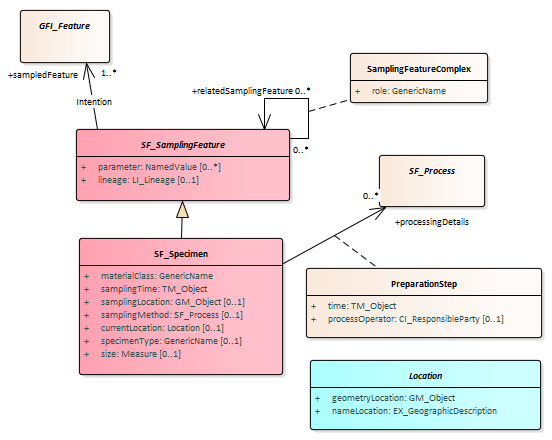 GFI_Feature
+sampledFeature
1..*
Intention
SamplingFeatureComplex
+ role: GenericName
+relatedSamplingFeature 0..*
0..*
SF_SamplingFeature
+ parameter: NamedValue [0..*]
+ lineage: LI_Lineage [0..1]
SF_Process
0..*
+processingDetails
SF_Specimen
+ materialClass: GenericName
+ samplingTime: TM_Object
+ samplingLocation: GM_Object [0..1]
+ samplingMethod: SF_Process [0..1]
+ currentLocation: Location [0..1]
+ specimenType: GenericName [0..1]
+ size: Measure [0..1]
PreparationStep
+ time: TM_Object
+ processOperator: CI_ResponsibleParty [0..1]
Location
+ geometryLocation: GM_Object
+ nameLocation: EX_GeographicDescription